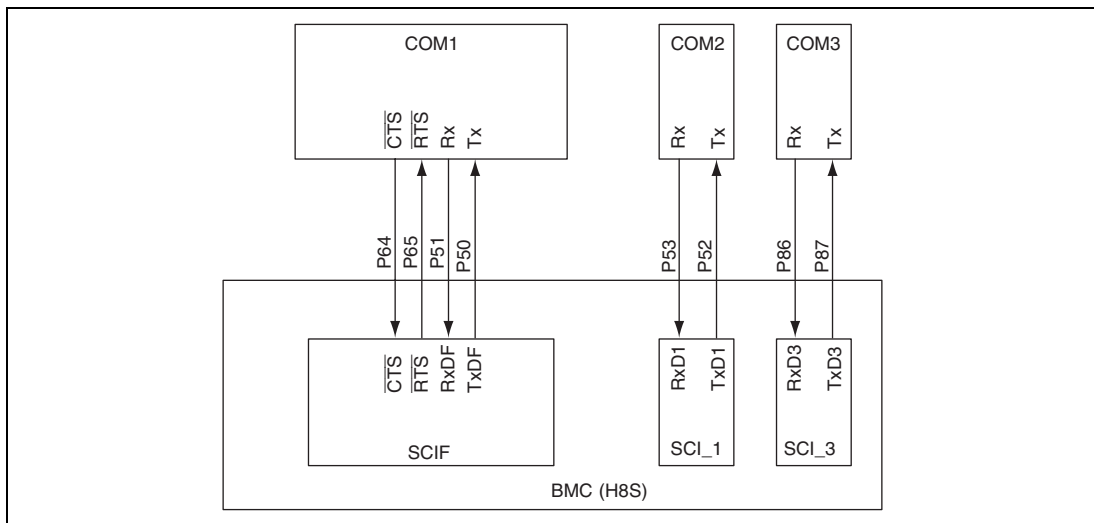 COM1
COM2
COM3
CTS
RTS
Rx
Tx
Rx
Tx
Rx
Tx
P64
P65
P51
P50
P53
P52
P86
P87
CTS
RTS
RxDF
TxDF
RxD1
TxD1
RxD3
TxD3
SCIF
SCI_1
SCI_3
BMC (H8S)